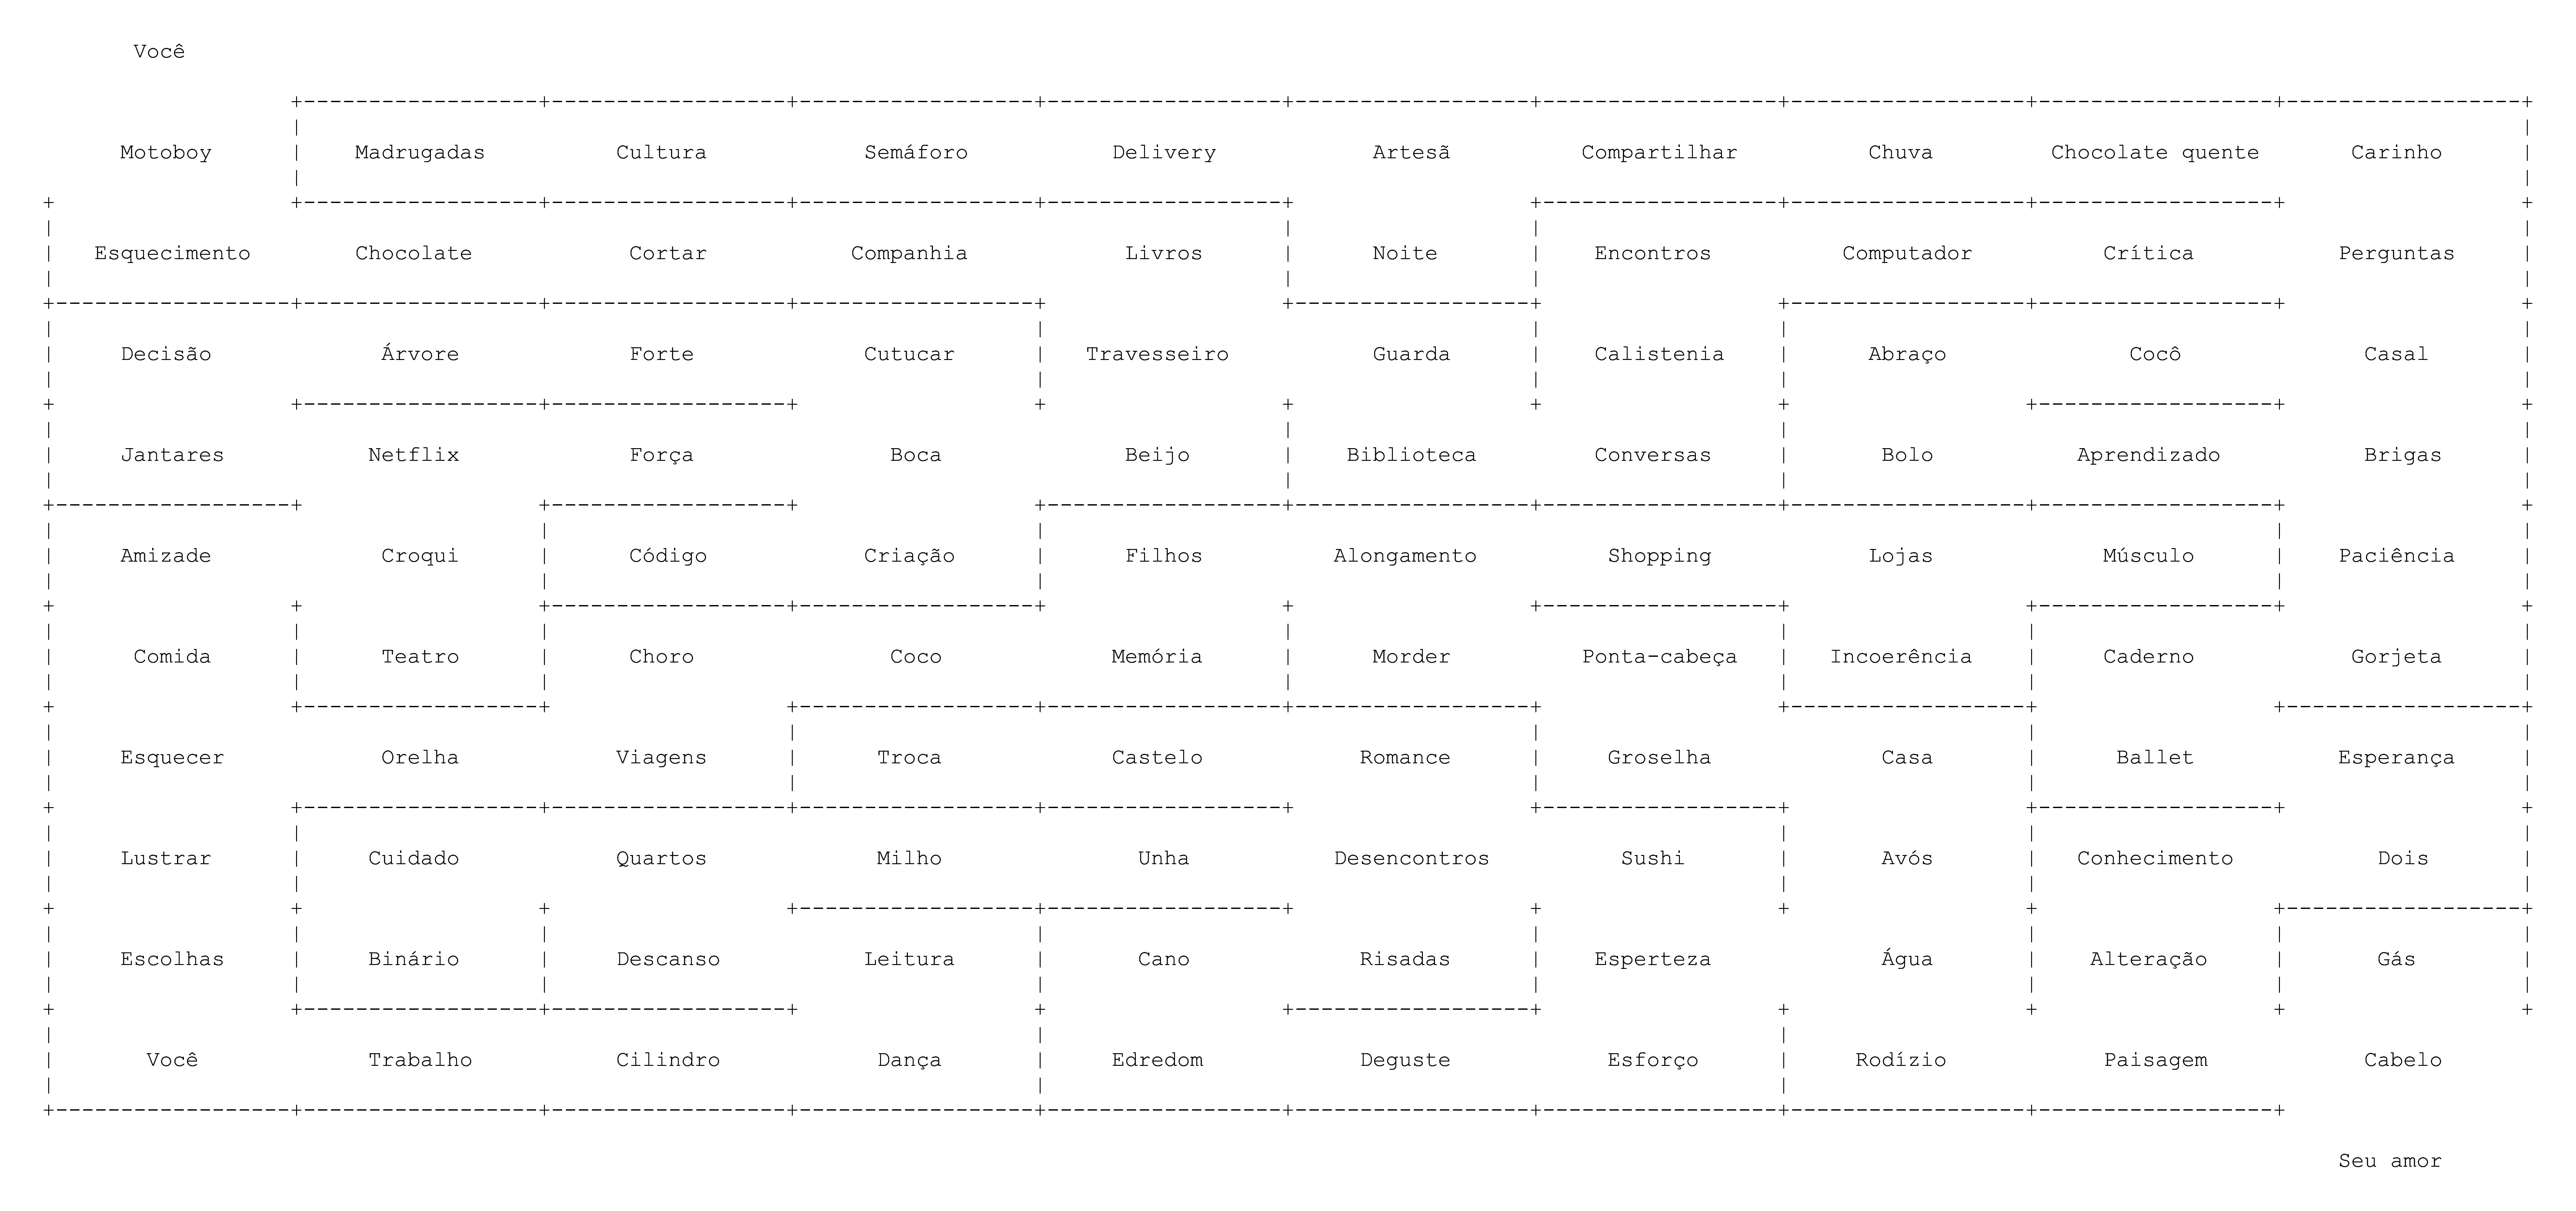 Você
Motoboy Madrugadas Cultura Semáforo Delivery Artesã Compartilhar Chuva Chocolate quente Carinho
Esquecimento Chocolate Cortar Companhia Livros Noite Encontros Computador Crítica Perguntas
Decisão Árvore Forte Cutucar Travesseiro Guarda Calistenia Abraço Cocô Casal
Jantares Netflix Força Boca Beijo Biblioteca Conversas Bolo Aprendizado Brigas
Amizade Croqui Código Criação Filhos Alongamento Shopping Lojas Músculo Paciência
Comida Teatro Choro Coco Memória Morder Ponta-cabeça Incoerência Caderno Gorjeta
Esquecer Orelha Viagens Troca Castelo Romance Groselha Casa Ballet Esperança
Lustrar Cuidado Quartos Milho Unha Desencontros Sushi Avós Conhecimento Dois
Escolhas Binário Descanso Leitura Cano Risadas Esperteza Água Alteração Gás
Você Trabalho Cilindro Dança Edredom Deguste Esforço Rodízio Paisagem Cabelo
Seu amor